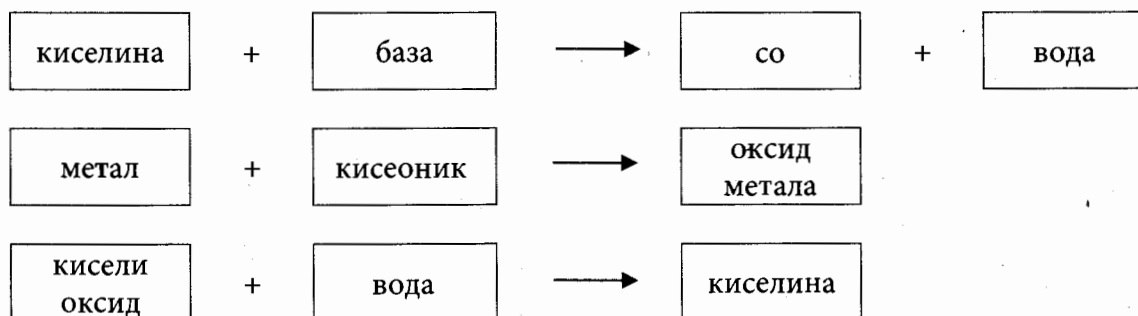 киселина + база → со + вода
метал + кисеоник → оксид
метала
кисели
оксид + вода → киселина